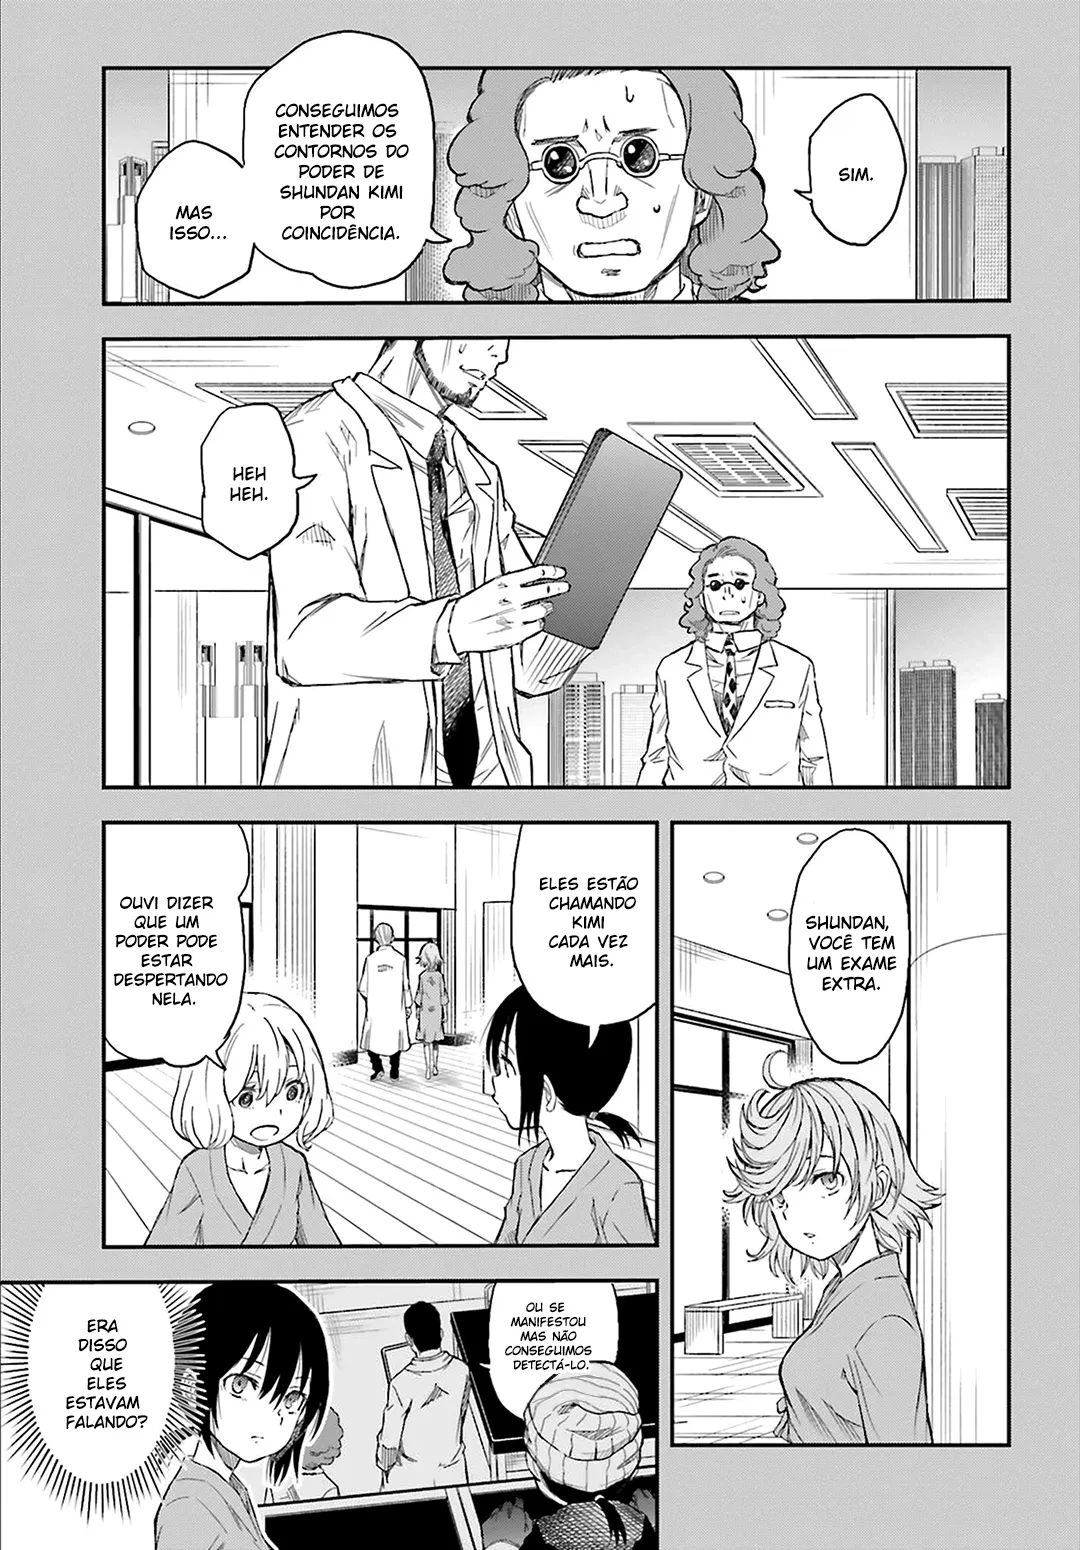 SIM.
CONSEGUIMOS
ENTENDER OS
CONTORNOS DO
PODER DE
SHUNDAN KIMI
POR
COINCIDÊNCIA.
MAS
ISSO...
HEH
HEH.
SHUNDAN,
VOCÊ TEM
UM EXAME
EXTRA.
ELES ESTÃO
CHAMANDO
KIMI
CADA VEZ
MAIS.
OUVI DIZER
QUE UM
PODER PODE
ESTAR
DESPERTANDO
NELA.
OU SE
MANIFESTOU
MAS NÃO
CONSEGUIMOS
DETECTÁ-LO.
ERA
DISSO
QUE
ELES
ESTAVAM
FALANDO?